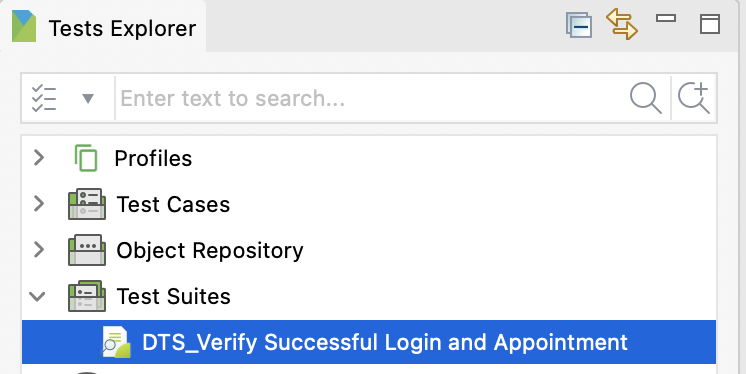 Tests Explorer
Enter text to search...
Profiles
Test Cases
Object Repository
Test Suites
DTS_Verify Successful Login and Appointment